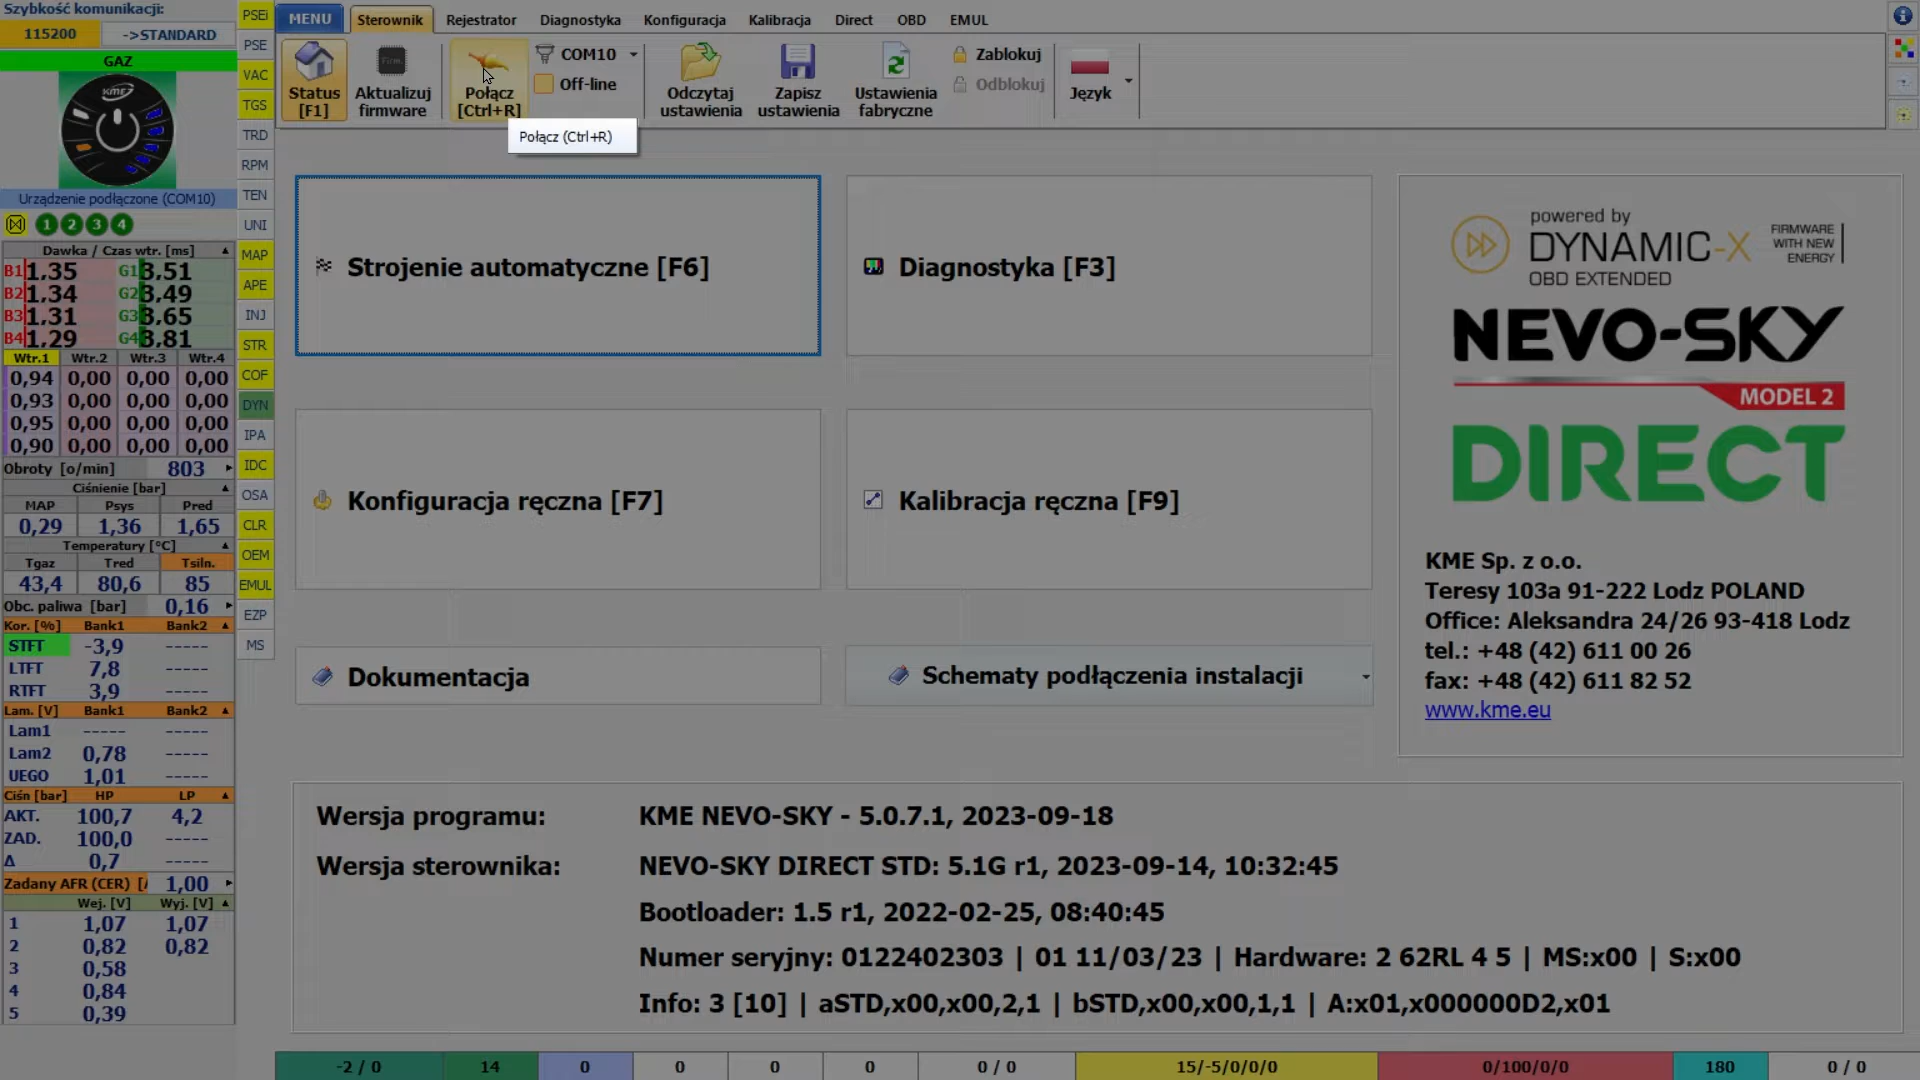 Szybkość komunikacji:
115200 ->STANDARD
GAZ
KME
Urządzenie podłączone (COM10)
1 2 3 4
Dawka / Czas wtr. [ms]
B1 1,35 G1 3,51
B2 1,34 G2 3,49
B3 1,31 G3 3,65
B4 1,29 G4 3,81
Wtr.1 Wtr.2 Wtr.3 Wtr.4
0,94 0,00 0,00 0,00
0,93 0,00 0,00 0,00
0,95 0,00 0,00 0,00
0,90 0,00 0,00 0,00
Obroty [o/min] 803
Ciśnienie [bar]
MAP Psys Pred
0,29 1,36 1,65
Temperatury [°C]
Tgaz Tred Tsiln.
43,4 80,6 85
Obc. paliwa [bar] 0,16
Kor. [%] Bank1 Bank2
STFT -3,9 -----
LTFT 7,8 -----
RTFT 3,9 -----
Lam. [V] Bank1 Bank2
Lam1 ----- -----
Lam2 0,78 -----
UEGO 1,01 -----
Ciśn [bar] HP LP
AKT. 100,7 4,2
ZAD. 100,0 -----
Δ 0,7 -----
Zadany AFR (CER) [ 1,00
Wej. [V] Wyj. [V]
1 1,07 1,07
2 0,82 0,82
3 0,58
4 0,84
5 0,39
PSEi
PSE
VAC
TGS
TRD
RPM
TEN
UNI
MAP
APE
INJ
STR
COF
DYN
IPA
IDC
OSA
CLR
OEM
EMUL
EZP
MS
MENU Sterownik Rejestrator Diagnostyka Konfiguracja Kalibracja Direct OBD EMUL
Status
[F1]
Firm.
Aktualizuj
firmware
Połącz
[Ctrl+R]
COM10
Off-line
Odczytaj
ustawienia
Zapisz
ustawienia
Ustawienia
fabryczne
Zablokuj
Odblokuj
Język
Połącz (Ctrl+R)
Strojenie automatyczne [F6]
Diagnostyka [F3]
Konfiguracja ręczna [F7]
Kalibracja ręczna [F9]
Dokumentacja
Schematy podłączenia instalacji
powered by
DYNAMIC-X
OBD EXTENDED
FIRMWARE
WITH NEW
ENERGY
NEVO-SKY
MODEL 2
DIRECT
KME Sp. z o.o.
Teresy 103a 91-222 Lodz POLAND
Office: Aleksandra 24/26 93-418 Lodz
tel.: +48 (42) 611 00 26
fax: +48 (42) 611 82 52
www.kme.eu
Wersja programu: KME NEVO-SKY - 5.0.7.1, 2023-09-18
Wersja sterownika: NEVO-SKY DIRECT STD: 5.1G r1, 2023-09-14, 10:32:45
Bootloader: 1.5 r1, 2022-02-25, 08:40:45
Numer seryjny: 0122402303 | 01 11/03/23 | Hardware: 2 62RL 4 5 | MS:x00 | S:x00
Info: 3 [10] | aSTD,x00,x00,2,1 | bSTD,x00,x00,1,1 | A:x01,x000000D2,x01
-2 / 0 14 0 0 0 0 0 / 0 15/-5/0/0/0 0/100/0/0 180 0 / 0